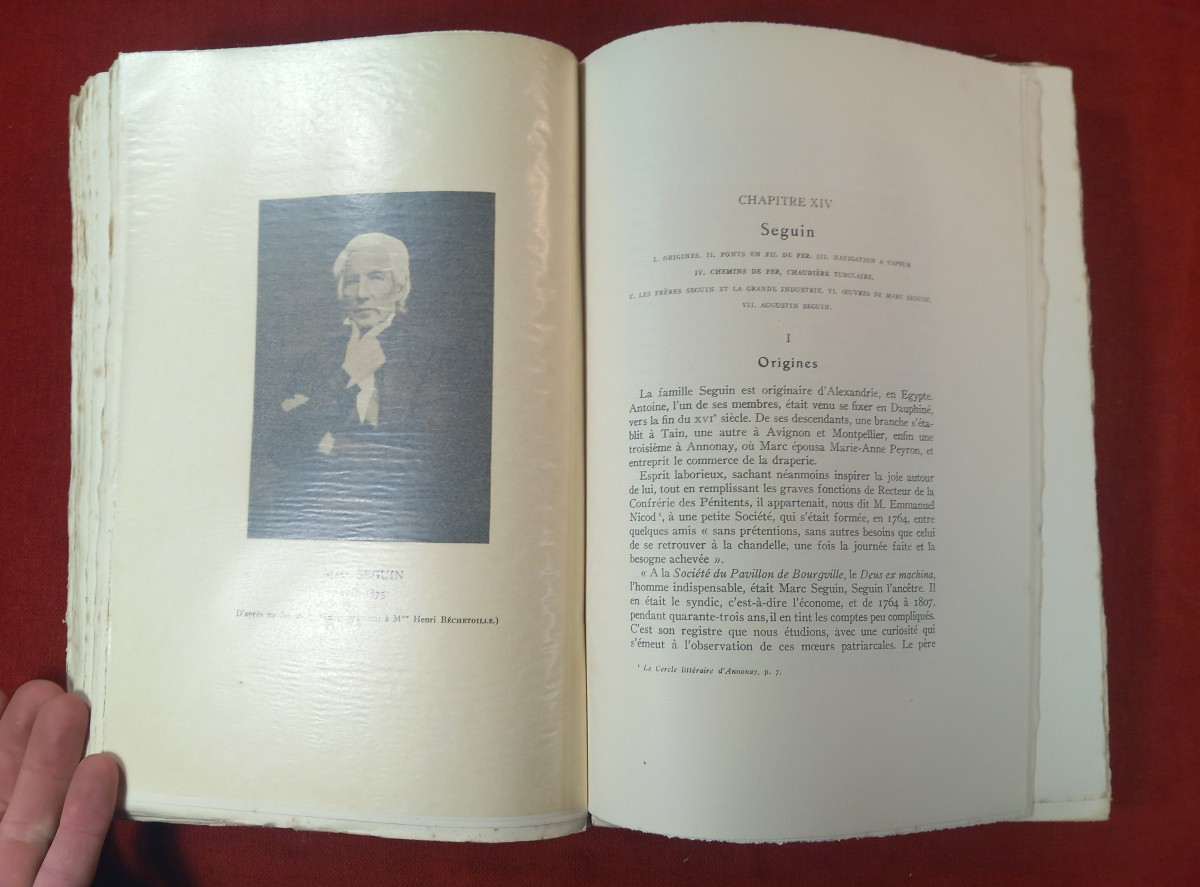 SEGUIN
1875
D'après à Mme Henri BÉCHETOILLE.)
CHAPITRE XIV
Seguin
I. ORIGINES. II. PONTS EN FIL DE FER. III. NAVIGATION A VAPEUR
IV. CHEMINS DE FER, CHAUDIÈRE TUBULAIRE.
V. LES FRÈRES SEGUIN ET LA GRANDE INDUSTRIE. VI. ŒUVRES DE MARC SEGUIN.
VII. AUGUSTIN SEGUIN.
I
Origines
La famille Seguin est originaire d'Alexandrie, en Egypte.
Antoine, l'un de ses membres, était venu se fixer en Dauphiné,
vers la fin du XVIe siècle. De ses descendants, une branche s'éta-
blit à Tain, une autre à Avignon et Montpellier, enfin une
troisième à Annonay, où Marc épousa Marie-Anne Peyron, et
entreprit le commerce de la draperie.
Esprit laborieux, sachant néanmoins inspirer la joie autour
de lui, tout en remplissant les graves fonctions de Recteur de la
Confrérie des Pénitents, il appartenait, nous dit M. Emmanuel
Nicod¹, à une petite Société, qui s'était formée, en 1764, entre
quelques amis « sans prétentions, sans autres besoins que celui
de se retrouver à la chandelle, une fois la journée faite et la
besogne achevée ».
« A la Société du Pavillon de Bourgville, le Deus ex machina,
l'homme indispensable, était Marc Seguin, Seguin l'ancêtre. Il
en était le syndic, c'est-à-dire l'économe, et de 1764 à 1807,
pendant quarante-trois ans, il en tint les comptes peu compliqués.
C'est son registre que nous étudions, avec une curiosité qui
s'émeut à l'observation de ces mœurs patriarcales. Le père
¹ Le Cercle littéraire d'Annonay, p. 7.